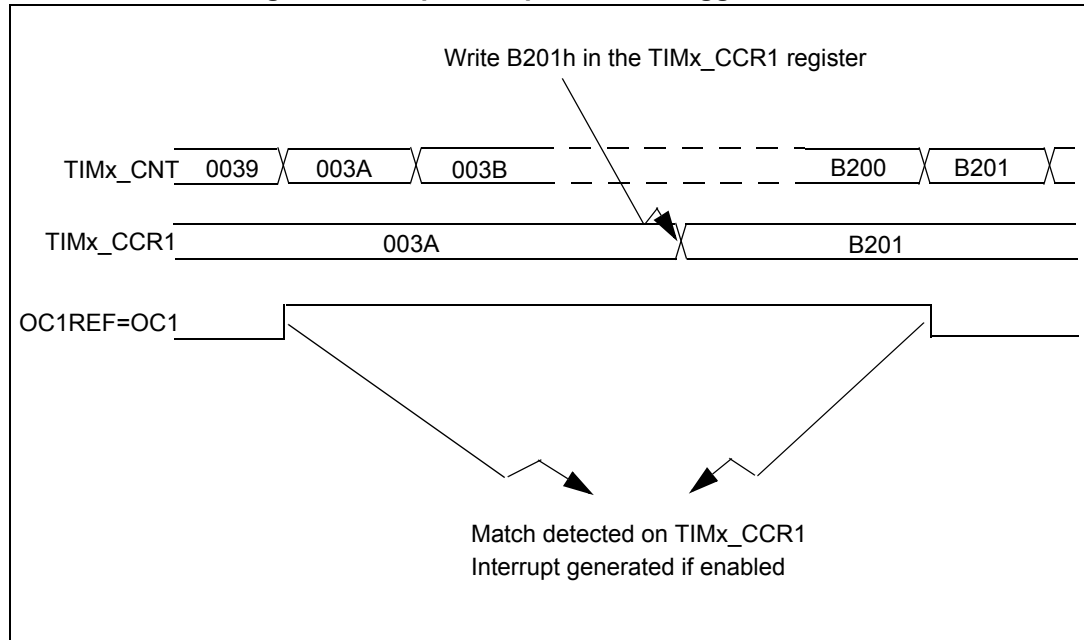 Write B201h in the TIMx_CCR1 register
TIMx_CNT 0039 003A 003B B200 B201
TIMx_CCR1 003A B201
OC1REF=OC1
Match detected on TIMx_CCR1
Interrupt generated if enabled